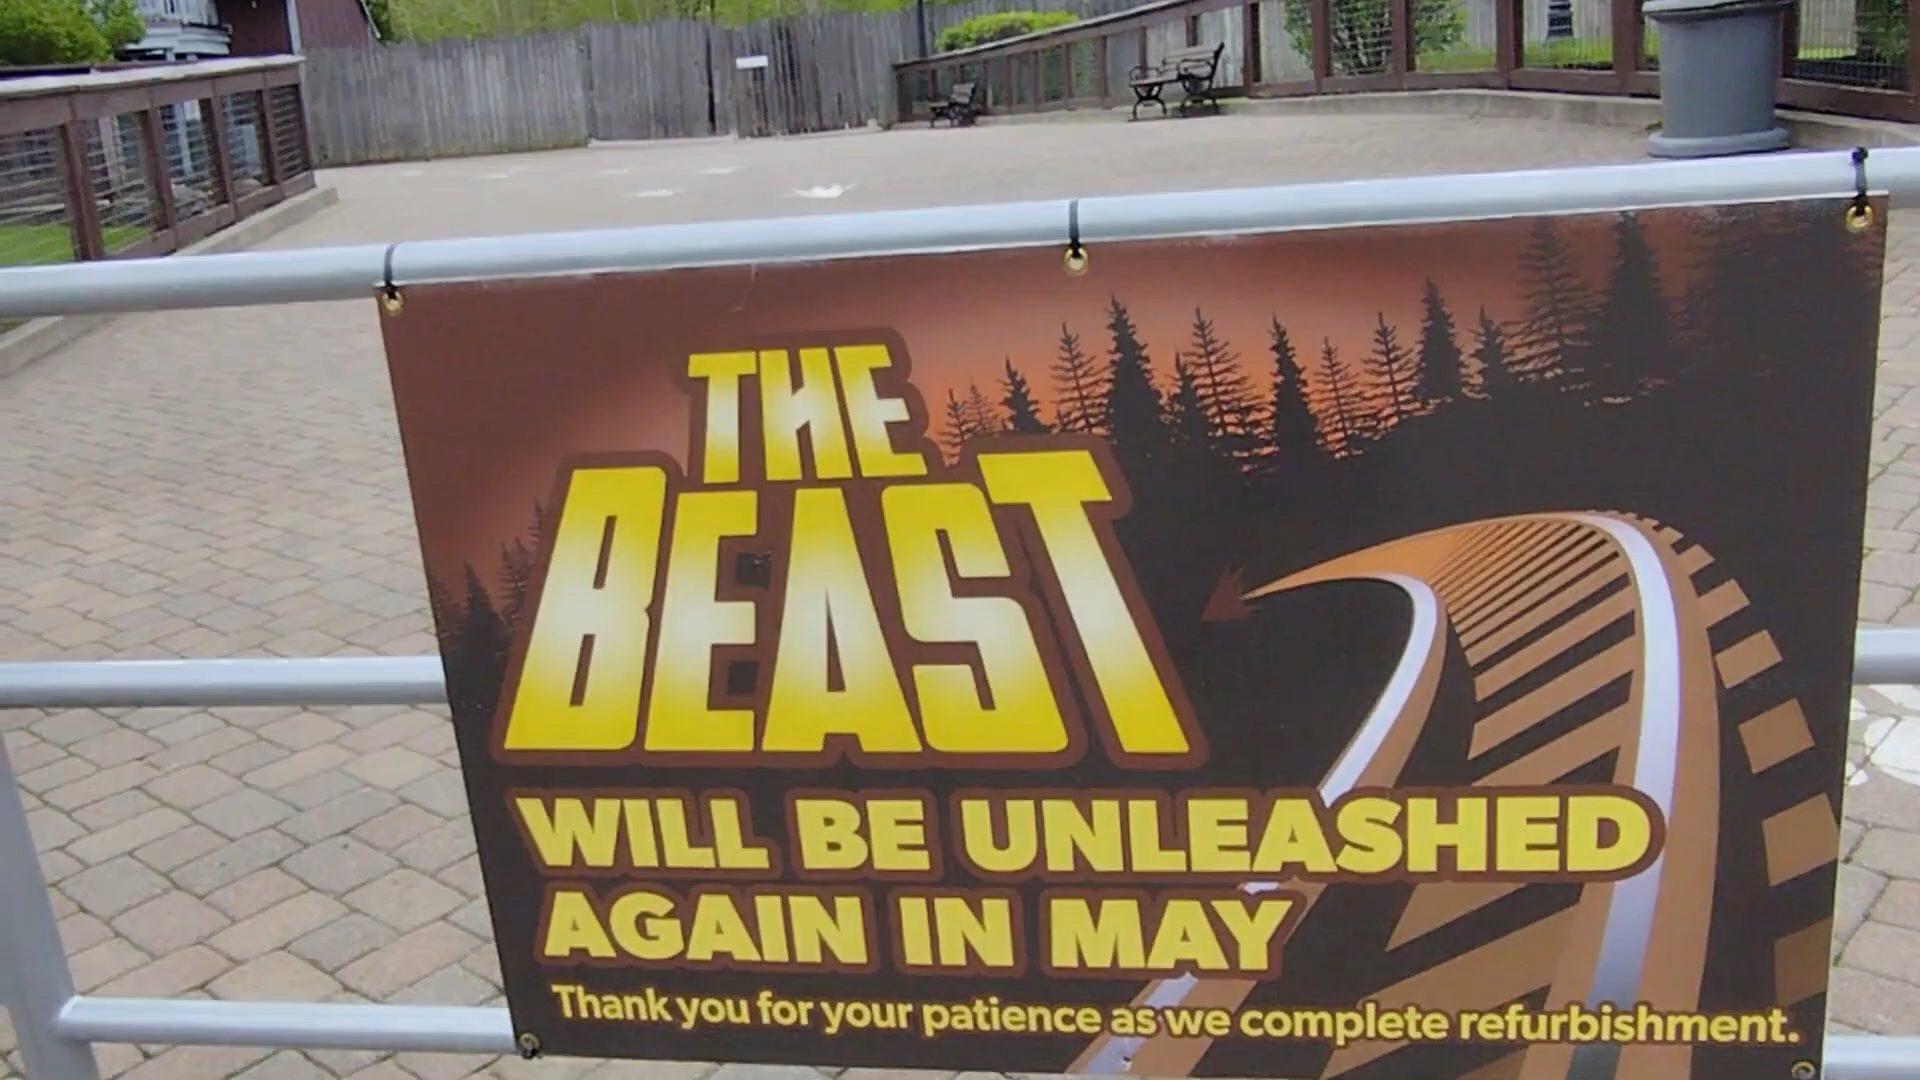 THE
BEAST
WILL BE UNLEASHED
AGAIN IN MAY
Thank you for your patience as we complete refurbishment.